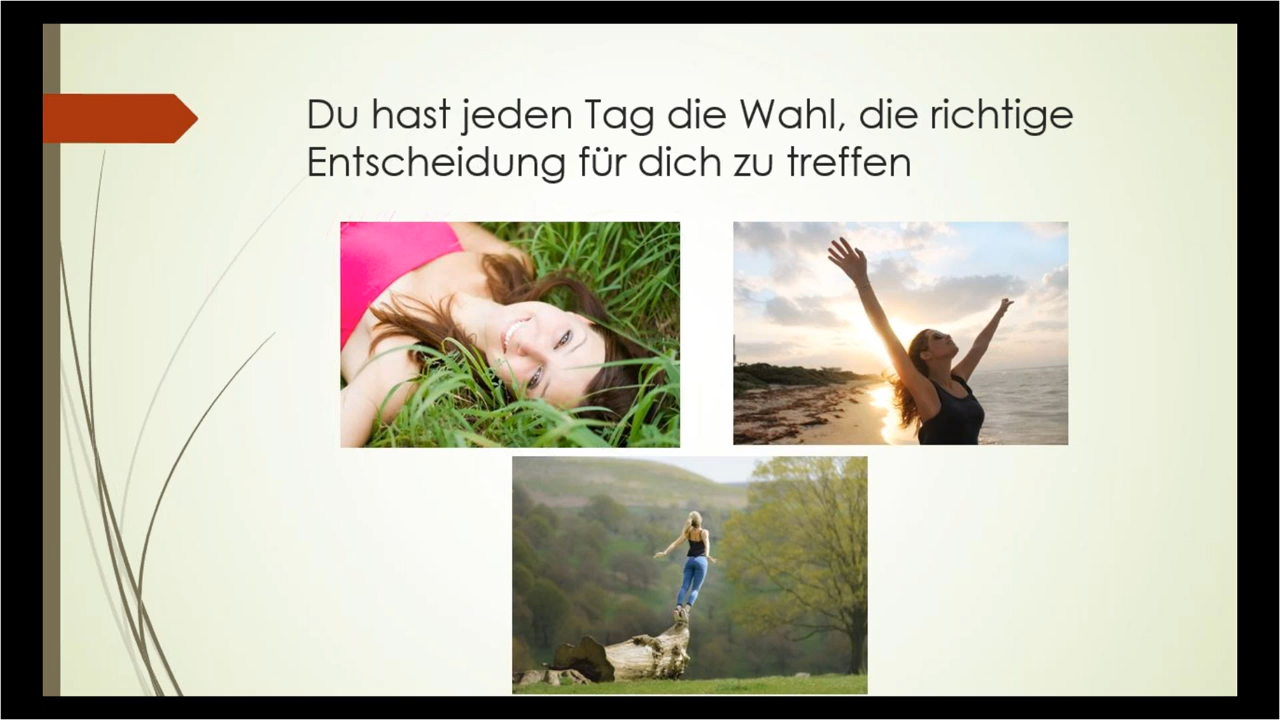 Du hast jeden Tag die Wahl, die richtige
Entscheidung für dich zu treffen